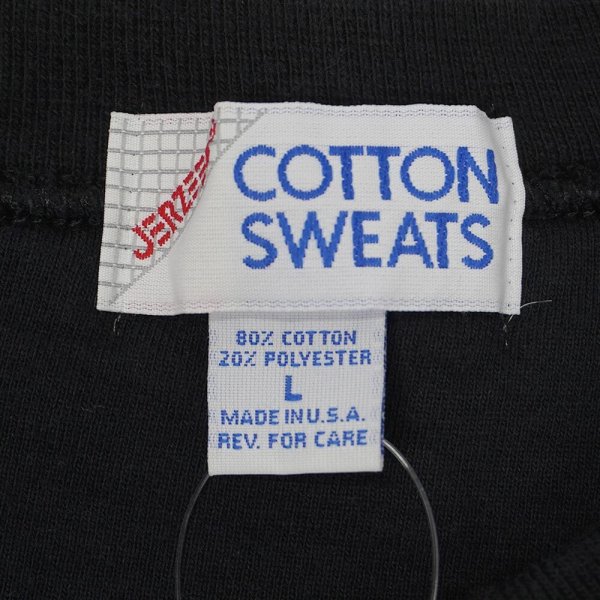 JERZEES
COTTON
SWEATS
80% COTTON
20% POLYESTER
L
MADE IN U.S.A.
REV. FOR CARE